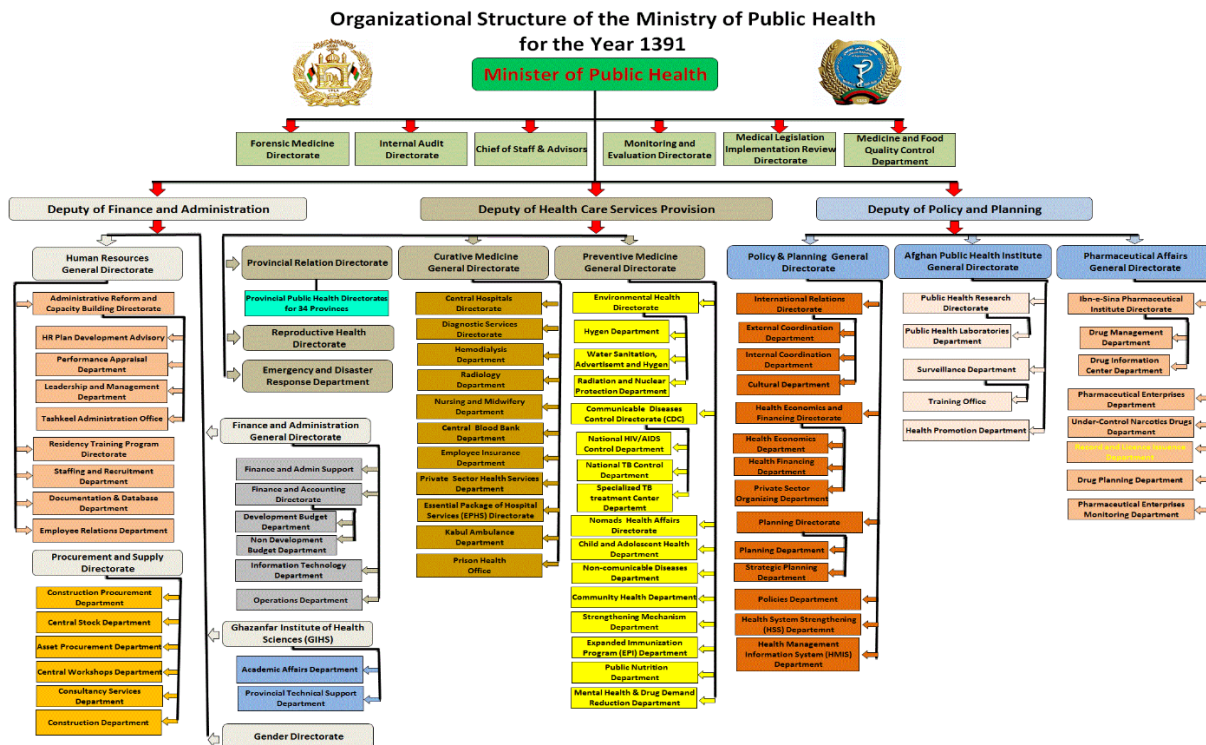 Organizational Structure of the Ministry of Public Health
for the Year 1391
Minister of Public Health
Forensic Medicine
Directorate
Internal Audit
Directorate
Chief of Staff & Advisors
Monitoring and
Evaluation Directorate
Medical Legislation
Implementation Review
Directorate
Medicine and Food
Quality Control
Department
Deputy of Finance and Administration
Deputy of Health Care Services Provision
Deputy of Policy and Planning
Human Resources
General Directorate
Administrative Reform and
Capacity Building Directorate
HR Plan Development Advisory
Performance Appraisal
Department
Leadership and Management
Department
Tashkeel Administration Office
Residency Training Program
Directorate
Staffing and Recruitment
Department
Documentation & Database
Department
Employee Relations Department
Procurement and Supply
Directorate
Construction Procurement
Department
Central Stock Department
Asset Procurement Department
Central Workshops Department
Consultancy Services
Department
Construction Department
Provincial Relation Directorate
Provincial Public Health Directorates
for 34 Provinces
Reproductive Health
Directorate
Emergency and Disaster
Response Department
Finance and Administration
General Directorate
Finance and Admin Support
Finance and Accounting
Directorate
Development Budget
Department
Non Development
Budget Department
Information Technology
Department
Operations Department
Ghazanfar Institute of Health
Sciences (GIHS)
Academic Affairs Department
Provincial Technical Support
Department
Gender Directorate
Curative Medicine
General Directorate
Central Hospitals
Directorate
Diagnostic Services
Directorate
Hemodialysis
Department
Radiology
Department
Nursing and Midwifery
Department
Central Blood Bank
Department
Employee Insurance
Department
Private Sector Health Services
Department
Essential Package of Hospital
Services (EPHS) Directorate
Kabul Ambulance
Department
Prison Health
Office
Preventive Medicine
General Directorate
Environmental Health
Directorate
Hygen Department
Water Sanitation,
Advertisemt and Hygen
Radiation and Nuclear
Protection Department
Communicable Diseases
Control Directorate (CDC)
National HIV/AIDS
Control Department
National TB Control
Department
Specialized TB
treatment Center
Departemt
Nomads Health Affairs
Directorate
Child and Adolescent Health
Department
Non-comunicable Diseases
Department
Community Health Department
Strengthening Mechanism
Department
Expanded Immunization
Program (EPI) Department
Public Nutrition
Department
Mental Health & Drug Demand
Reduction Department
Policy & Planning General
Directorate
International Relations
Directorate
External Coordination
Department
Internal Coordination
Department
Cultural Department
Health Economics and
Financing Directorate
Health Economics
Department
Health Financing
Department
Private Sector
Organizing Department
Planning Directorate
Planning Department
Strategic Planning
Department
Policies Department
Health System Strengthening
(HSS) Departemnt
Health Management
Information System (HMIS)
Department
Afghan Public Health Institute
General Directorate
Public Health Research
Directorate
Public Health Laboratories
Department
Surveillance Department
Training Office
Health Promotion Department
Pharmaceutical Affairs
General Directorate
Ibn-e-Sina Pharmaceutical
Institute Directorate
Drug Management
Department
Drug Information
Center Department
Pharmaceutical Enterprises
Department
Under-Control Narcotics Drugs
Department
Record and License Issuance
Department
Drug Planning Department
Pharmaceutical Enterprises
Monitoring Department